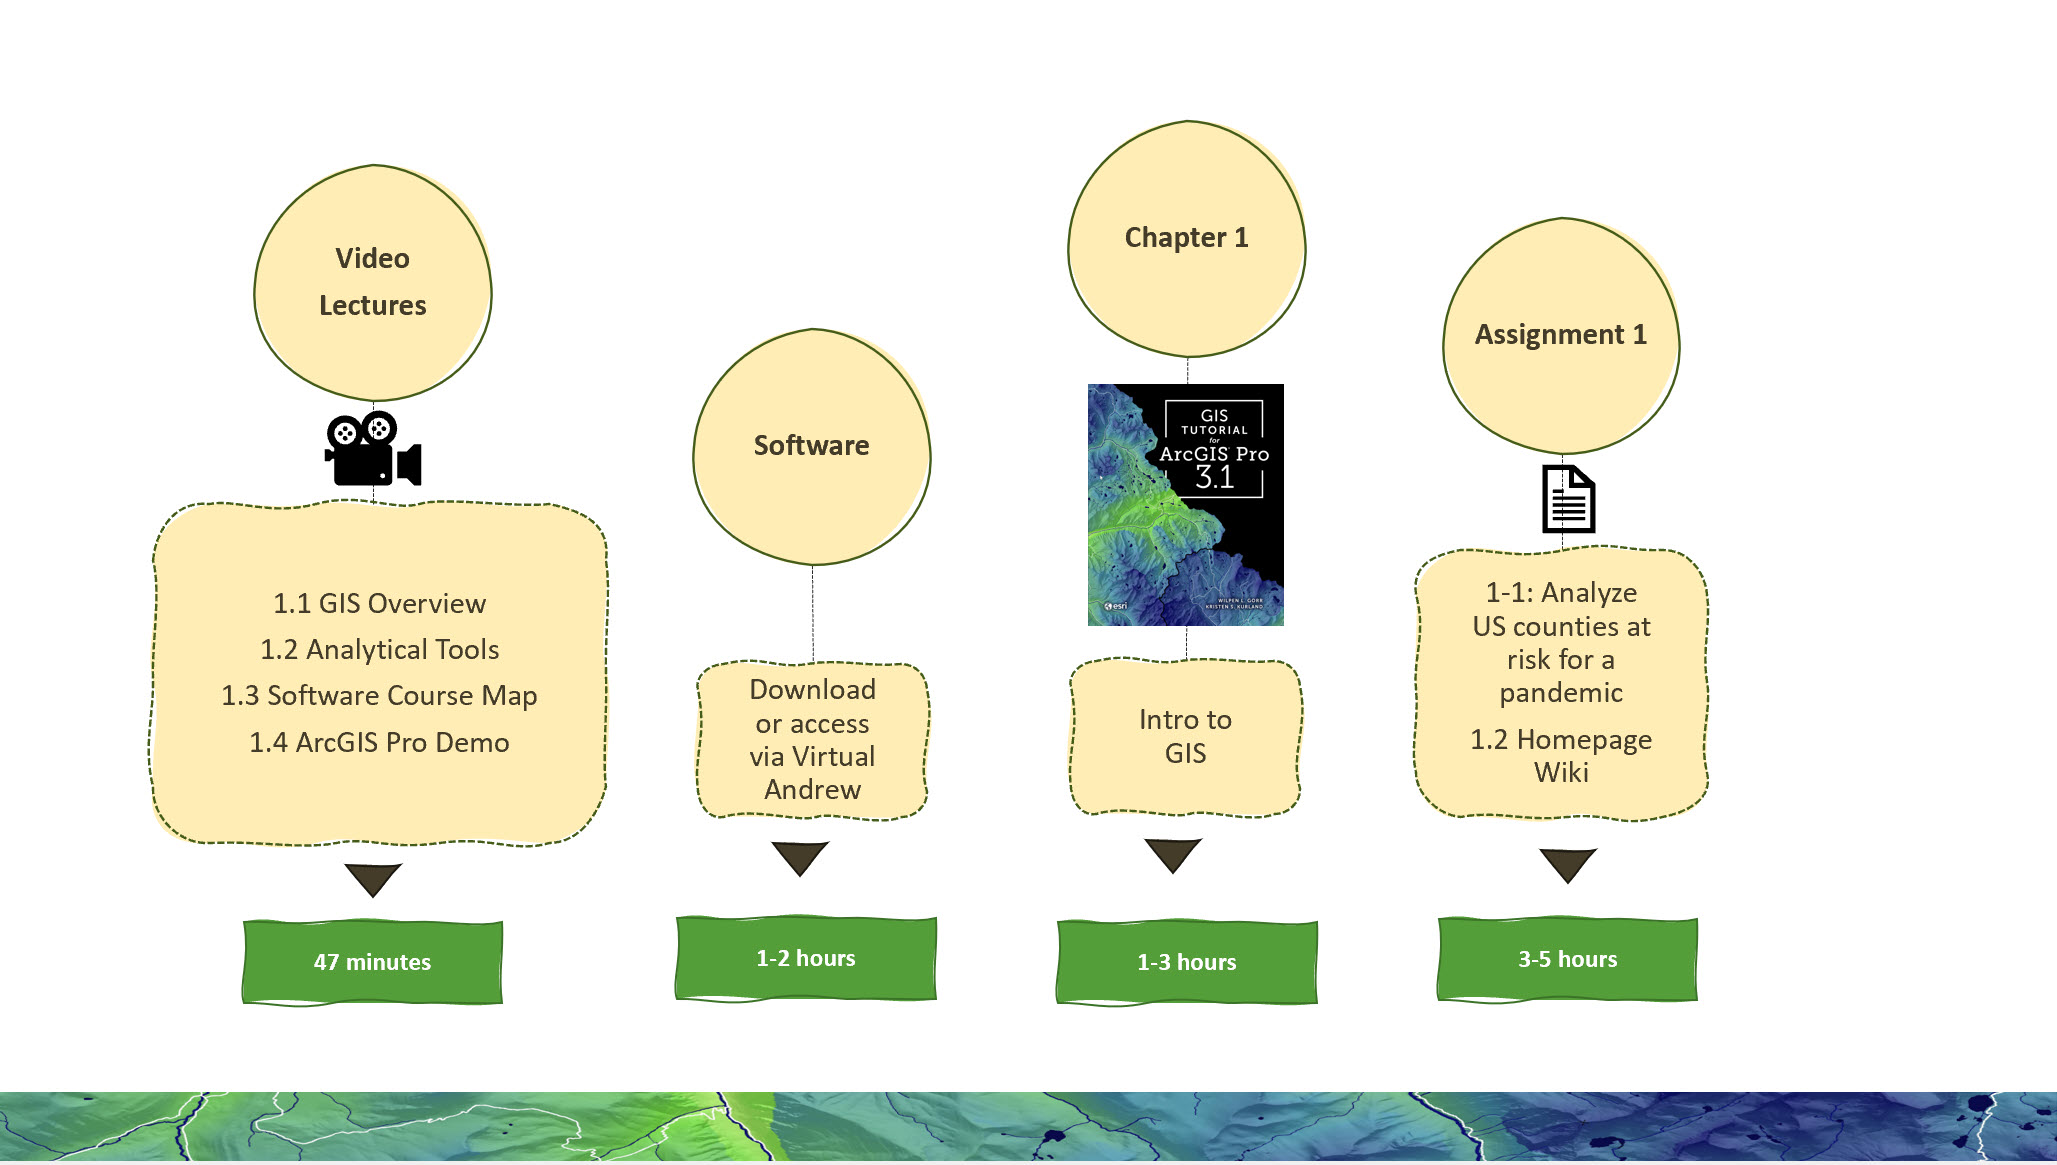 Video
Lectures
1.1 GIS Overview
1.2 Analytical Tools
1.3 Software Course Map
1.4 ArcGIS Pro Demo
47 minutes
Software
Download
or access
via Virtual
Andrew
1-2 hours
Chapter 1
GIS
TUTORIAL
for
ArcGIS Pro
3.1
esri
WILPEN L. GORR
KRISTEN S. KURLAND
Intro to
GIS
1-3 hours
Assignment 1
1-1: Analyze
US counties at
risk for a
pandemic
1.2 Homepage
Wiki
3-5 hours